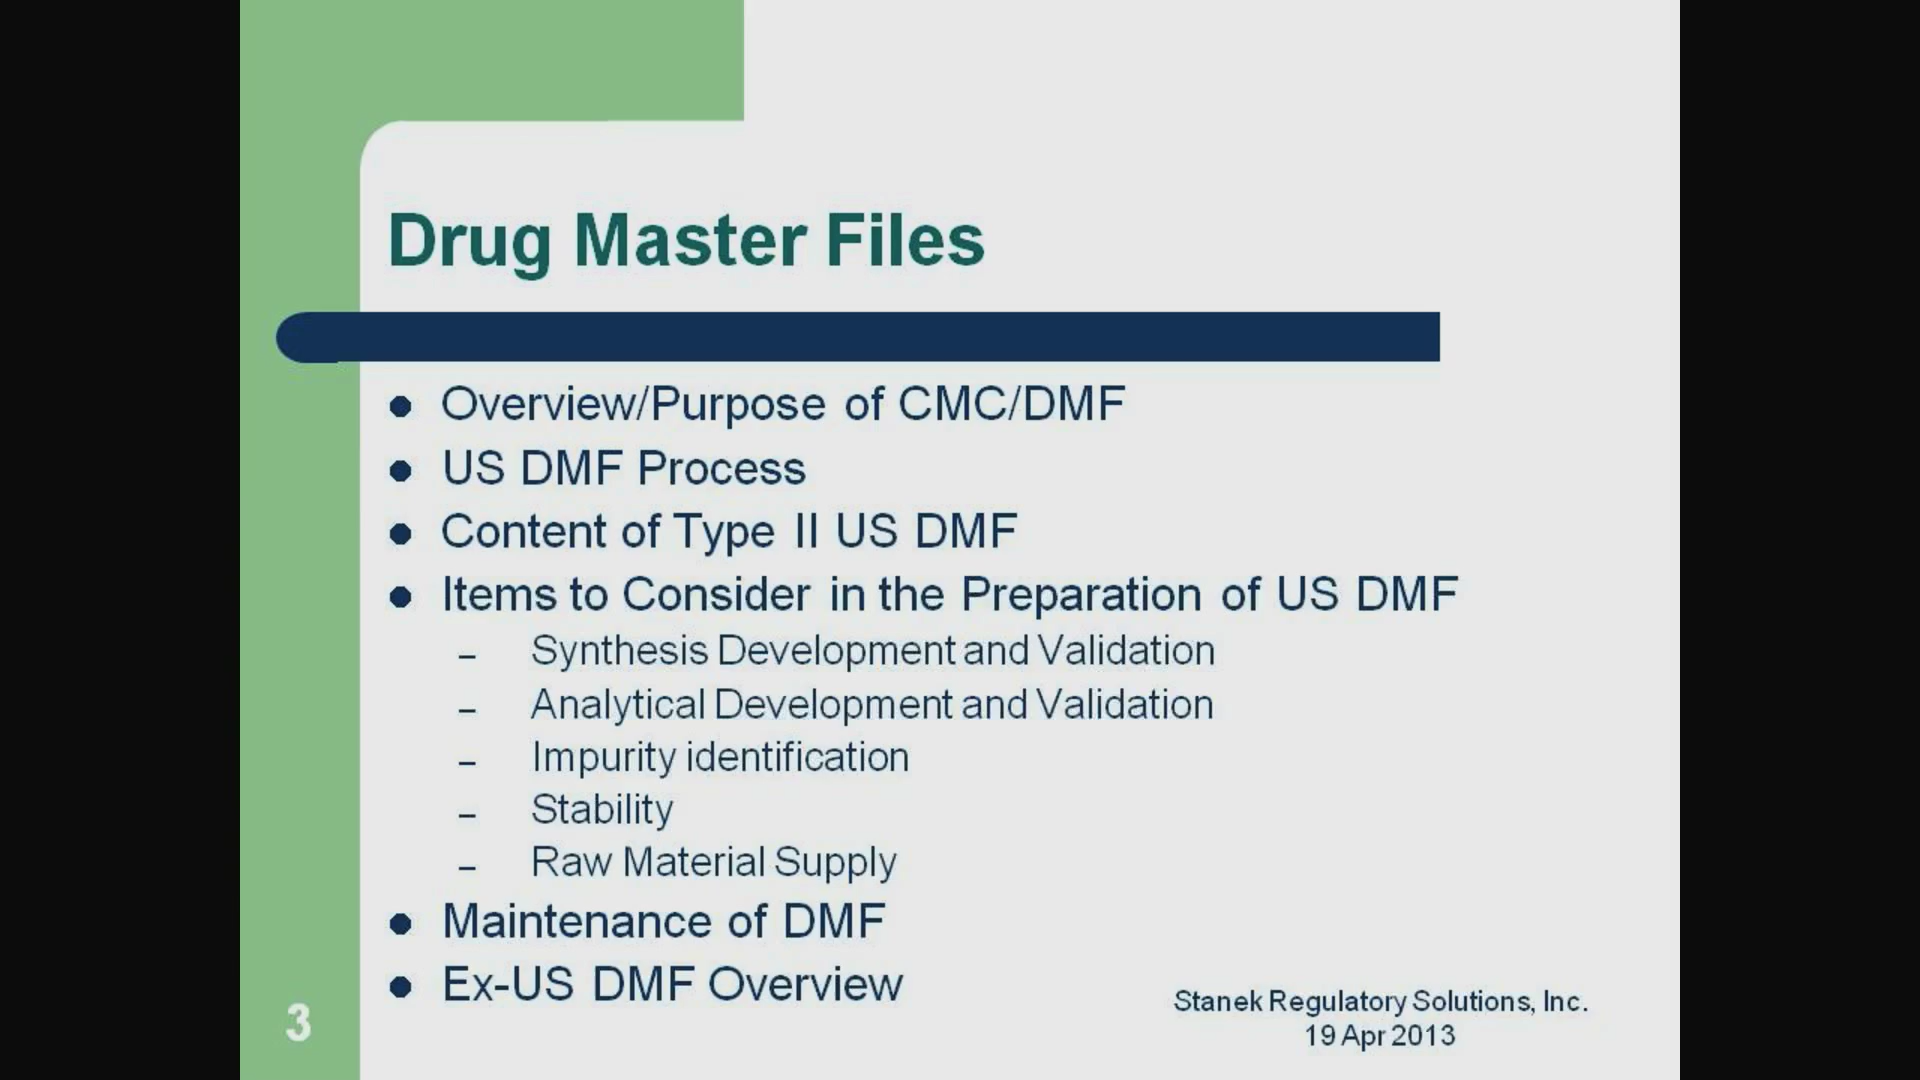 Drug Master Files
● Overview/Purpose of CMC/DMF
● US DMF Process
● Content of Type II US DMF
● Items to Consider in the Preparation of US DMF
– Synthesis Development and Validation
– Analytical Development and Validation
– Impurity identification
– Stability
– Raw Material Supply
● Maintenance of DMF
● Ex-US DMF Overview
3
Stanek Regulatory Solutions, Inc.
19 Apr 2013